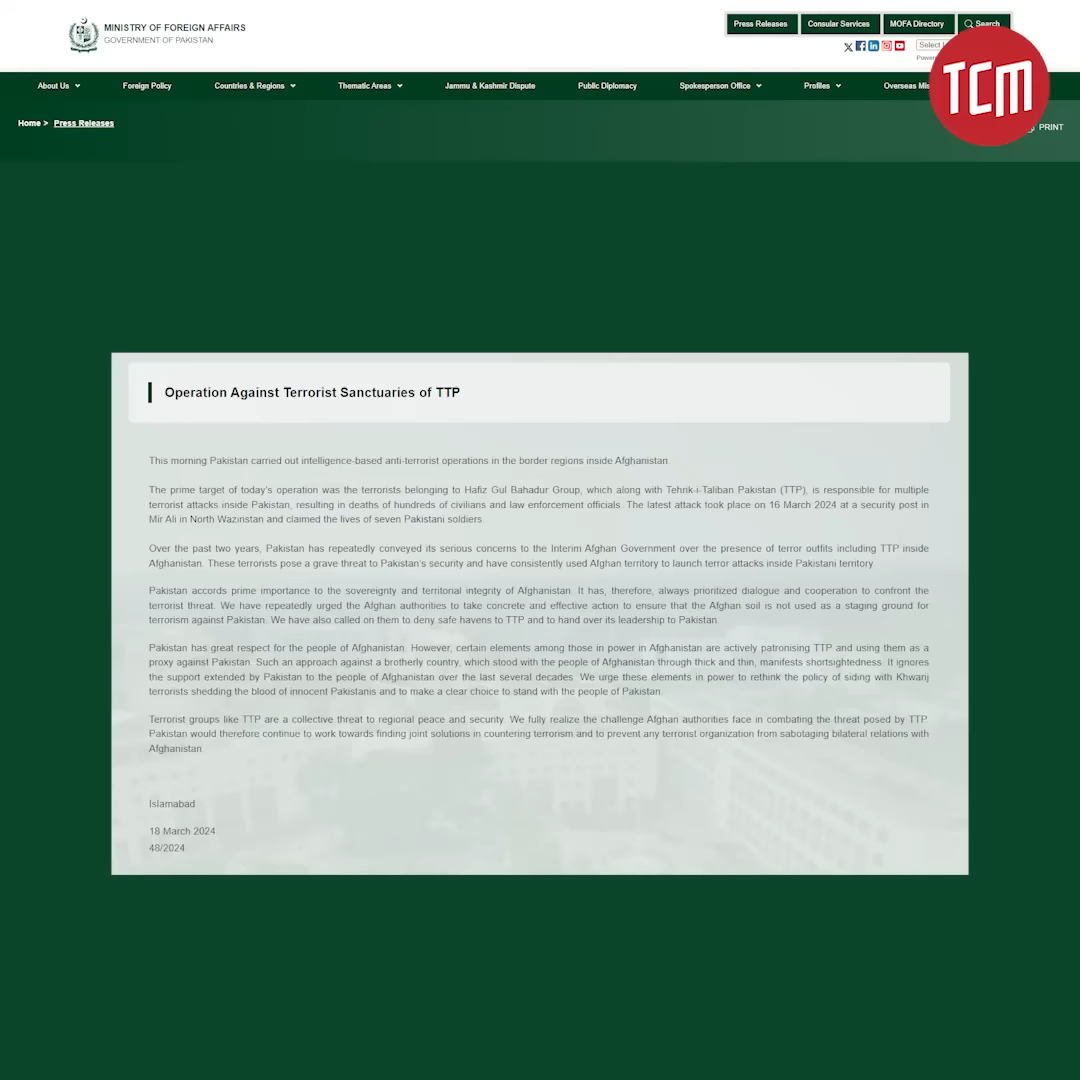 MINISTRY OF FOREIGN AFFAIRS
GOVERNMENT OF PAKISTAN
Press Releases
Consular Services
MOFA Directory
Search
Select
Power
TCM
About Us
Foreign Policy
Countries & Regions
Thematic Areas
Jammu & Kashmir Dispute
Public Diplomacy
Spokesperson Office
Profiles
Overseas Mis
Home > Press Releases
PRINT
Operation Against Terrorist Sanctuaries of TTP
This morning Pakistan carried out intelligence-based anti-terrorist operations in the border regions inside Afghanistan.
The prime target of today's operation was the terrorists belonging to Hafiz Gul Bahadur Group, which along with Tehrik-i-Taliban Pakistan (TTP), is responsible for multiple
terrorist attacks inside Pakistan, resulting in deaths of hundreds of civilians and law enforcement officials. The latest attack took place on 16 March 2024 at a security post in
Mir Ali in North Waziristan and claimed the lives of seven Pakistani soldiers.
Over the past two years, Pakistan has repeatedly conveyed its serious concerns to the Interim Afghan Government over the presence of terror outfits including TTP inside
Afghanistan. These terrorists pose a grave threat to Pakistan's security and have consistently used Afghan territory to launch terror attacks inside Pakistani territory.
Pakistan accords prime importance to the sovereignty and territorial integrity of Afghanistan. It has, therefore, always prioritized dialogue and cooperation to confront the
terrorist threat. We have repeatedly urged the Afghan authorities to take concrete and effective action to ensure that the Afghan soil is not used as a staging ground for
terrorism against Pakistan. We have also called on them to deny safe havens to TTP and to hand over its leadership to Pakistan.
Pakistan has great respect for the people of Afghanistan. However, certain elements among those in power in Afghanistan are actively patronising TTP and using them as a
proxy against Pakistan. Such an approach against a brotherly country, which stood with the people of Afghanistan through thick and thin, manifests shortsightedness. It ignores
the support extended by Pakistan to the people of Afghanistan over the last several decades. We urge these elements in power to rethink the policy of siding with Khwarij
terrorists shedding the blood of innocent Pakistanis and to make a clear choice to stand with the people of Pakistan.
Terrorist groups like TTP are a collective threat to regional peace and security. We fully realize the challenge Afghan authorities face in combating the threat posed by TTP.
Pakistan would therefore continue to work towards finding joint solutions in countering terrorism and to prevent any terrorist organization from sabotaging bilateral relations with
Afghanistan.
Islamabad
18 March 2024
48/2024